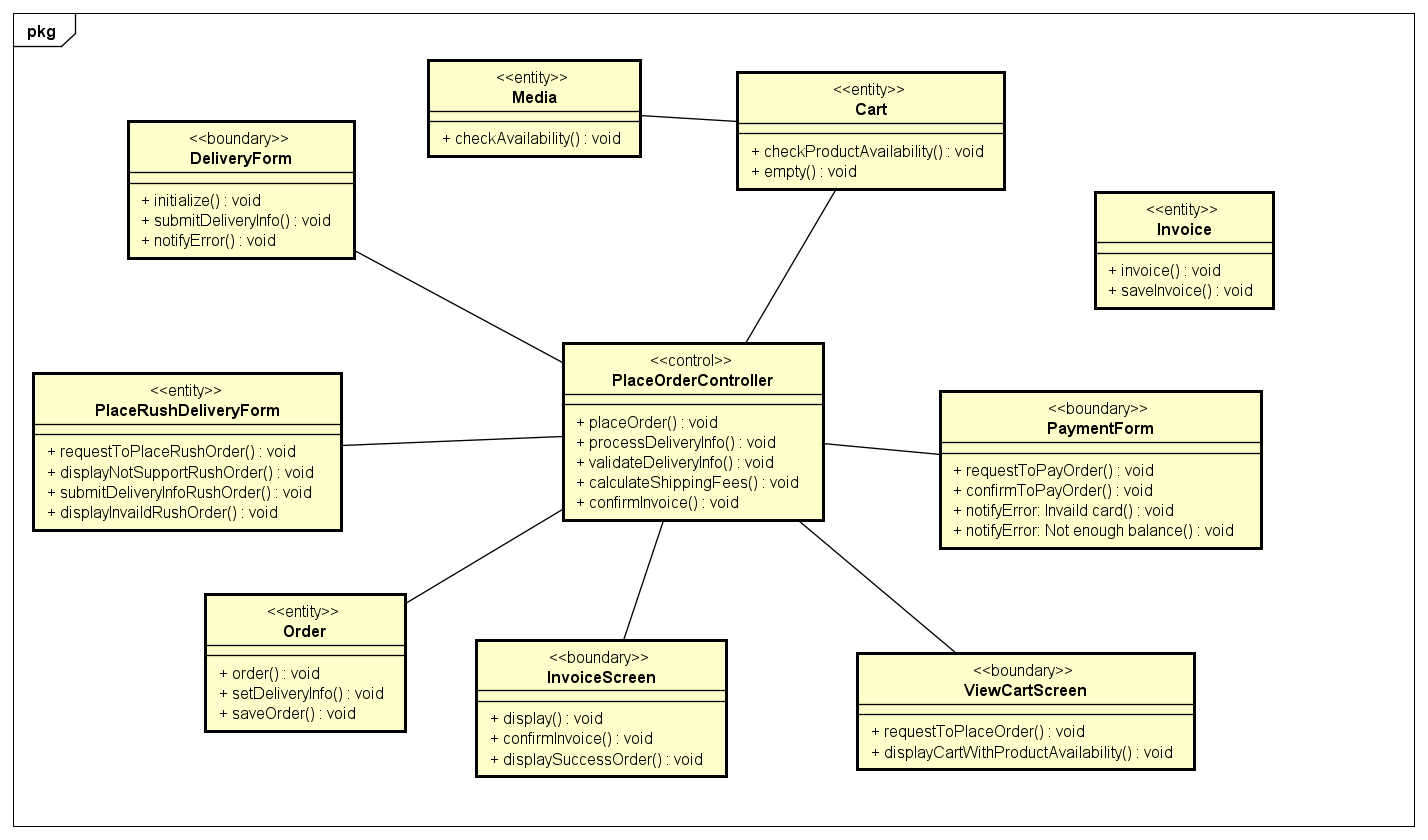 pkg
<<entity>>
Media
+ checkAvailability() : void
<<entity>>
Cart
+ checkProductAvailability() : void
+ empty() : void
<<boundary>>
DeliveryForm
+ initialize() : void
+ submitDeliveryInfo() : void
+ notifyError() : void
<<entity>>
Invoice
+ invoice() : void
+ saveInvoice() : void
<<control>>
PlaceOrderController
+ placeOrder() : void
+ processDeliveryInfo() : void
+ validateDeliveryInfo() : void
+ calculateShippingFees() : void
+ confirmInvoice() : void
<<entity>>
PlaceRushDeliveryForm
+ requestToPlaceRushOrder() : void
+ displayNotSupportRushOrder() : void
+ submitDeliveryInfoRushOrder() : void
+ displayInvaildRushOrder() : void
<<boundary>>
PaymentForm
+ requestToPayOrder() : void
+ confirmToPayOrder() : void
+ notifyError: Invaild card() : void
+ notifyError: Not enough balance() : void
<<entity>>
Order
+ order() : void
+ setDeliveryInfo() : void
+ saveOrder() : void
<<boundary>>
InvoiceScreen
+ display() : void
+ confirmInvoice() : void
+ displaySuccessOrder() : void
<<boundary>>
ViewCartScreen
+ requestToPlaceOrder() : void
+ displayCartWithProductAvailability() : void